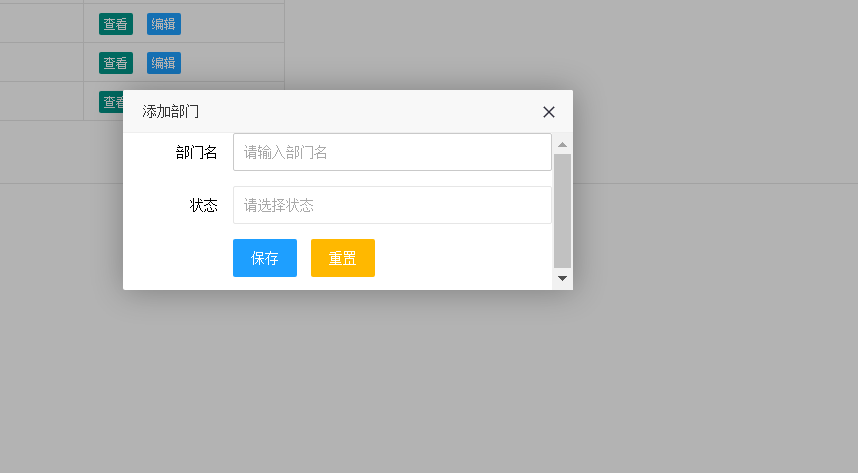 查看 编辑
查看 编辑
查看
添加部门
部门名 请输入部门名
状态 请选择状态
保存 重置